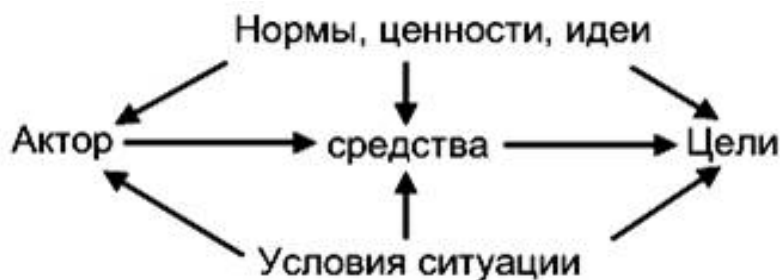 Нормы, ценности, идеи
Актор средства Цели
Условия ситуации